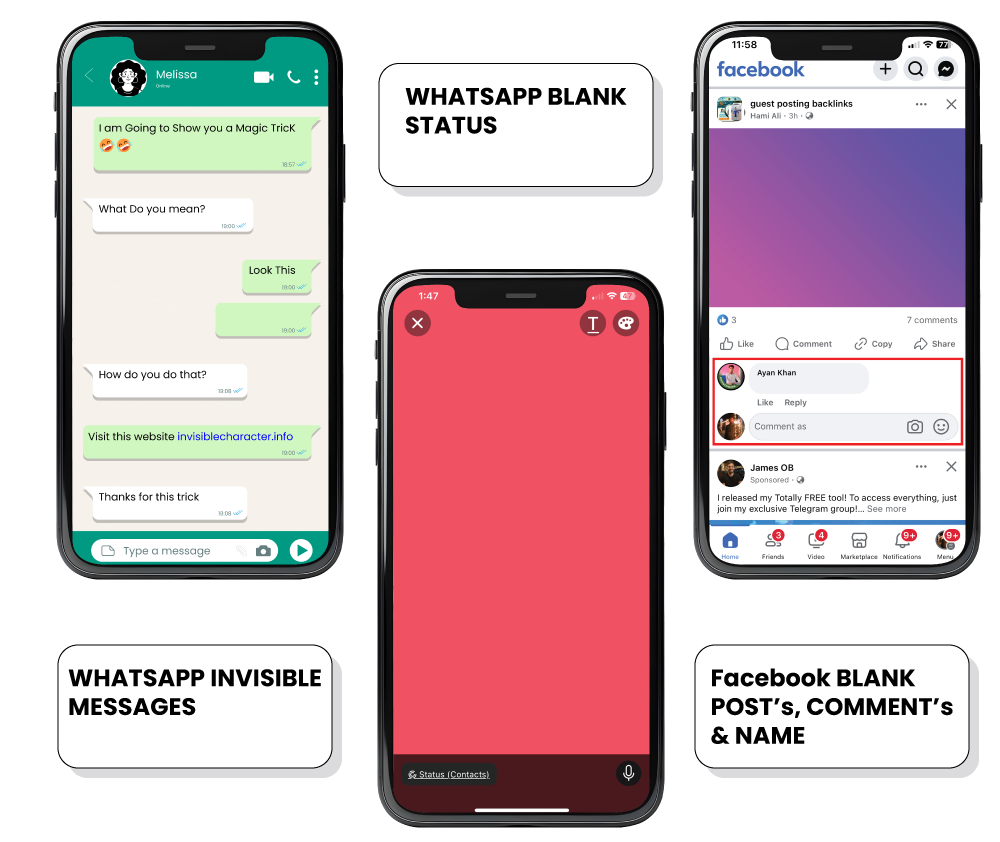 Melissa
Online
I am Going to Show you a Magic TricK
18:57
What Do you mean?
19:00
Look This
19:00
19:00
How do you do that?
19:08
Visit this website invisiblecharacter.info
19:00
Thanks for this trick
19:08
Type a message
WHATSAPP INVISIBLE
MESSAGES
WHATSAPP BLANK
STATUS
1:47
47
T
Status (Contacts)
11:58
77
facebook
guest posting backlinks
Hami Ali · 3h ·
3
7 comments
Like Comment Copy Share
Ayan Khan
Like Reply
Comment as
James OB
Sponsored ·
I released my Totally FREE tool! To access everything, just
join my exclusive Telegram group!... See more
3 4 9+ 9+
Home Friends Video Marketplace Notifications Menu
Facebook BLANK
POST’s, COMMENT’s
& NAME